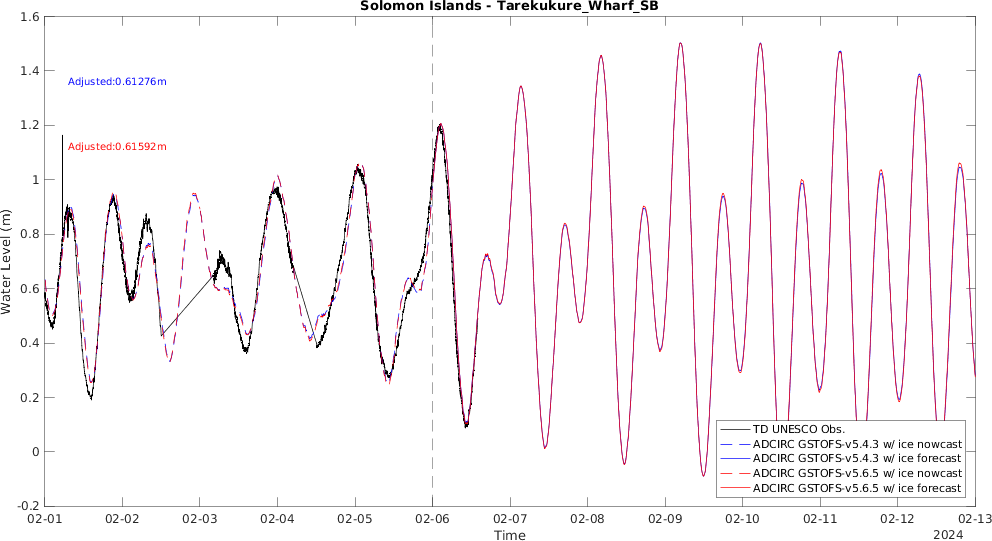 Solomon Islands - Tarekukure_Wharf_SB
1.6
1.4
1.2
1
0.8
0.6
0.4
0.2
0
-0.2
Water Level (m)
Adjusted:0.61276m
Adjusted:0.61592m
TD UNESCO Obs.
ADCIRC GSTOFS-v5.4.3 w/ ice nowcast
ADCIRC GSTOFS-v5.4.3 w/ ice forecast
ADCIRC GSTOFS-v5.6.5 w/ ice nowcast
ADCIRC GSTOFS-v5.6.5 w/ ice forecast
02-01 02-02 02-03 02-04 02-05 02-06 02-07 02-08 02-09 02-10 02-11 02-12 02-13
Time
2024